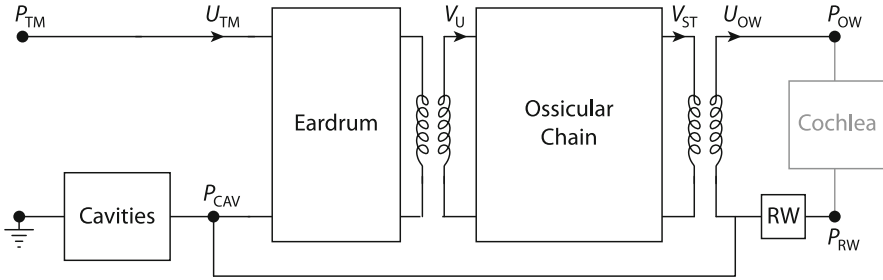 P_TM U_TM V_U V_ST U_OW P_OW
Eardrum
Ossicular
Chain
Cochlea
Cavities
P_CAV
RW
P_RW